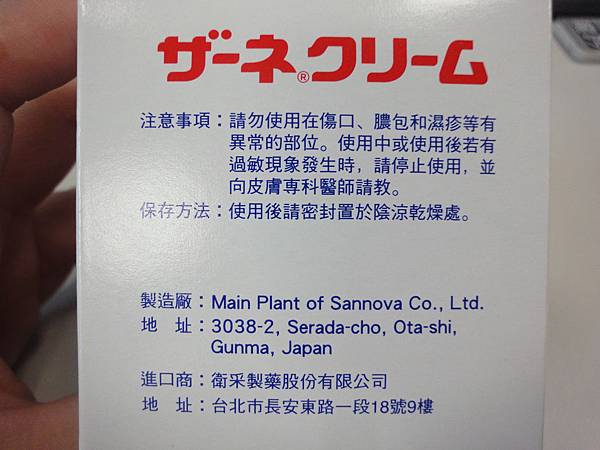 ザーネ®クリーム
注意事項：請勿使用在傷口、膿包和濕疹等有
異常的部位。使用中或使用後若有
過敏現象發生時，請停止使用，並
向皮膚專科醫師請教。
保存方法：使用後請密封置於陰涼乾燥處。
製造廠：Main Plant of Sannova Co., Ltd.
地　址：3038-2, Serada-cho, Ota-shi,
Gunma, Japan
進口商：衛采製藥股份有限公司
地　址：台北市長安東路一段18號9樓